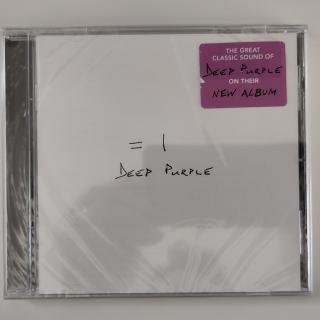 THE GREAT
CLASSIC SOUND OF
DEEP PURPLE
ON THEIR
NEW ALBUM
= 1
DEEP PURPLE